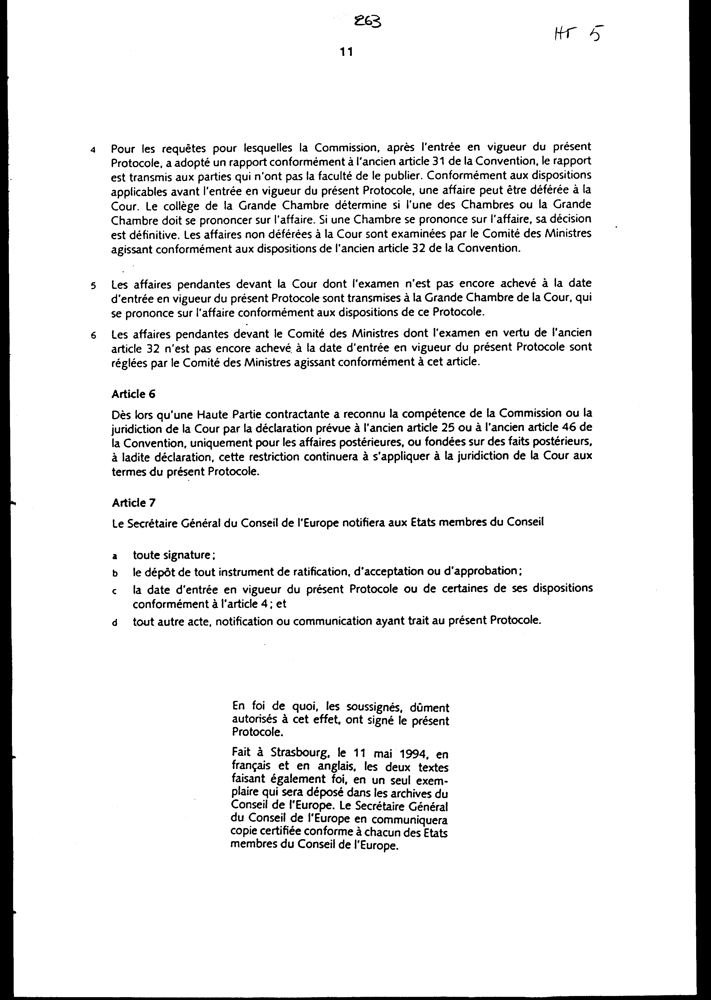 263
HT 5
11
4 Pour les requêtes pour lesquelles la Commission, après l'entrée en vigueur du présent
Protocole, a adopté un rapport conformément à l'ancien article 31 de la Convention, le rapport
est transmis aux parties qui n'ont pas la faculté de le publier. Conformément aux dispositions
applicables avant l'entrée en vigueur du présent Protocole, une affaire peut être déférée à la
Cour. Le collège de la Grande Chambre détermine si l'une des Chambres ou la Grande
Chambre doit se prononcer sur l'affaire. Si une Chambre se prononce sur l'affaire, sa décision
est définitive. Les affaires non déférées à la Cour sont examinées par le Comité des Ministres
agissant conformément aux dispositions de l'ancien article 32 de la Convention.
5 Les affaires pendantes devant la Cour dont l'examen n'est pas encore achevé à la date
d'entrée en vigueur du présent Protocole sont transmises à la Grande Chambre de la Cour, qui
se prononce sur l'affaire conformément aux dispositions de ce Protocole.
6 Les affaires pendantes devant le Comité des Ministres dont l'examen en vertu de l'ancien
article 32 n'est pas encore achevé à la date d'entrée en vigueur du présent Protocole sont
réglées par le Comité des Ministres agissant conformément à cet article.
Article 6
Dès lors qu'une Haute Partie contractante a reconnu la compétence de la Commission ou la
juridiction de la Cour par la déclaration prévue à l'ancien article 25 ou à l'ancien article 46 de
la Convention, uniquement pour les affaires postérieures, ou fondées sur des faits postérieurs,
à ladite déclaration, cette restriction continuera à s'appliquer à la juridiction de la Cour aux
termes du présent Protocole.
Article 7
Le Secrétaire Général du Conseil de l'Europe notifiera aux Etats membres du Conseil
a toute signature ;
b le dépôt de tout instrument de ratification, d'acceptation ou d'approbation ;
c la date d'entrée en vigueur du présent Protocole ou de certaines de ses dispositions
conformément à l'article 4 ; et
d tout autre acte, notification ou communication ayant trait au présent Protocole.
En foi de quoi, les soussignés, dûment
autorisés à cet effet, ont signé le présent
Protocole.
Fait à Strasbourg, le 11 mai 1994, en
français et en anglais, les deux textes
faisant également foi, en un seul exem-
plaire qui sera déposé dans les archives du
Conseil de l'Europe. Le Secrétaire Général
du Conseil de l'Europe en communiquera
copie certifiée conforme à chacun des Etats
membres du Conseil de l'Europe.